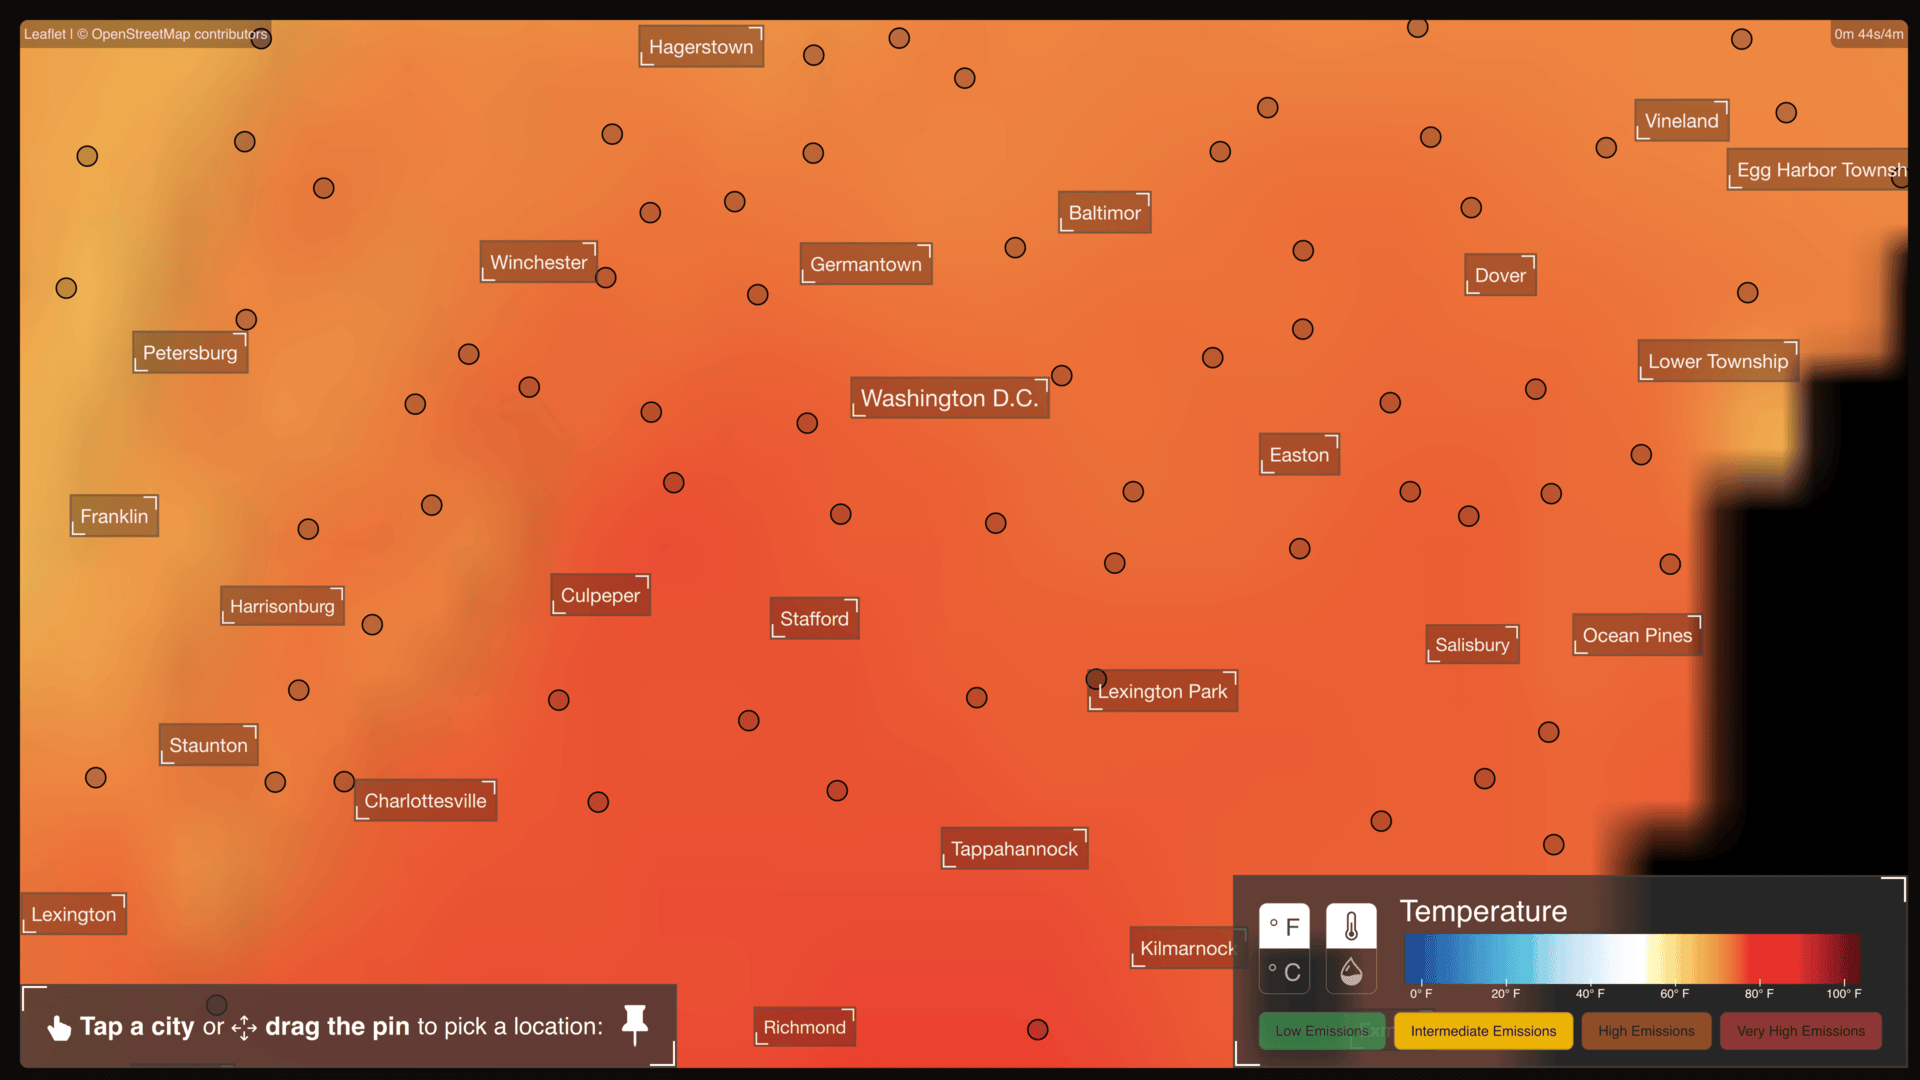 Leaflet | © OpenStreetMap contributors
0m 44s/4m
Hagerstown
Vineland
Egg Harbor Townsh
Baltimor
Winchester
Germantown
Dover
Petersburg
Lower Township
Washington D.C.
Easton
Franklin
Culpeper
Harrisonburg
Stafford
Salisbury
Ocean Pines
Lexington Park
Staunton
Charlottesville
Tappahannock
Lexington
Kilmarnock
Richmond
Tap a city or drag the pin to pick a location:
Temperature
° F
° C
0° F 20° F 40° F 60° F 80° F 100° F
Low Emissions Intermediate Emissions High Emissions Very High Emissions